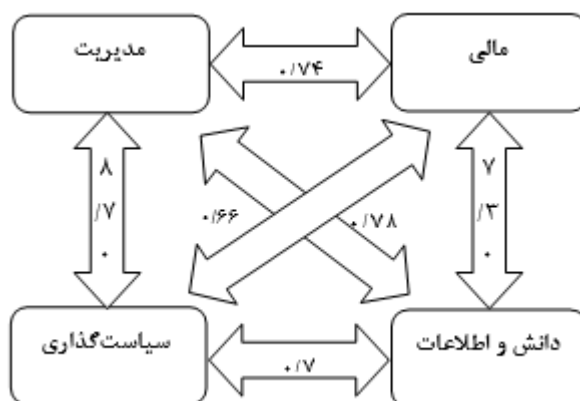 مالی
مدیریت
۰/۷۴
۷
/۳
۰
۸
/۷
۰
۰/۶۶
۰/۷۸
دانش و اطلاعات
سیاست‌گذاری
۰/۷